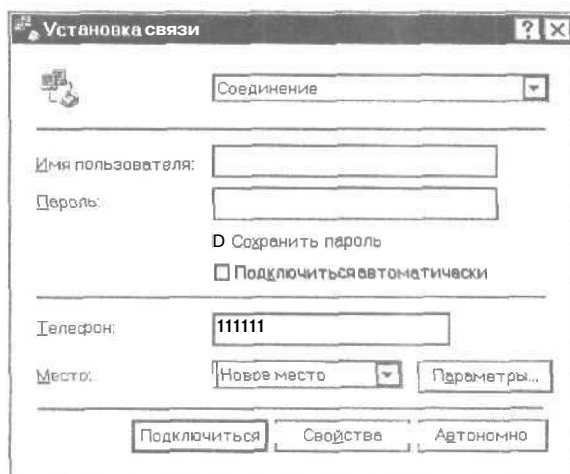 Установка связи
Соединение
Имя пользователя:
Пароль:
D Сохранить пароль
Подключиться автоматически
Телефон: 111111
Место: Новое место Параметры...
Подключиться Свойства Автономно